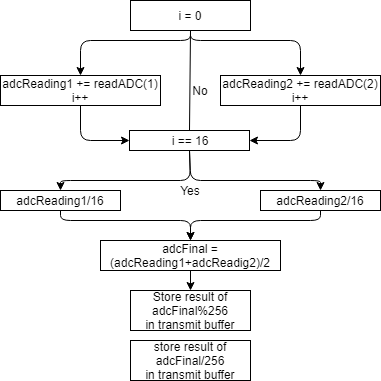 i = 0
adcReading1 += readADC(1)
i++
adcReading2 += readADC(2)
i++
No
i == 16
Yes
adcReading1/16
adcReading2/16
adcFinal =
(adcReading1+adcReadig2)/2
Store result of
adcFinal%256
in transmit buffer
store result of
adcFinal/256
in transmit buffer